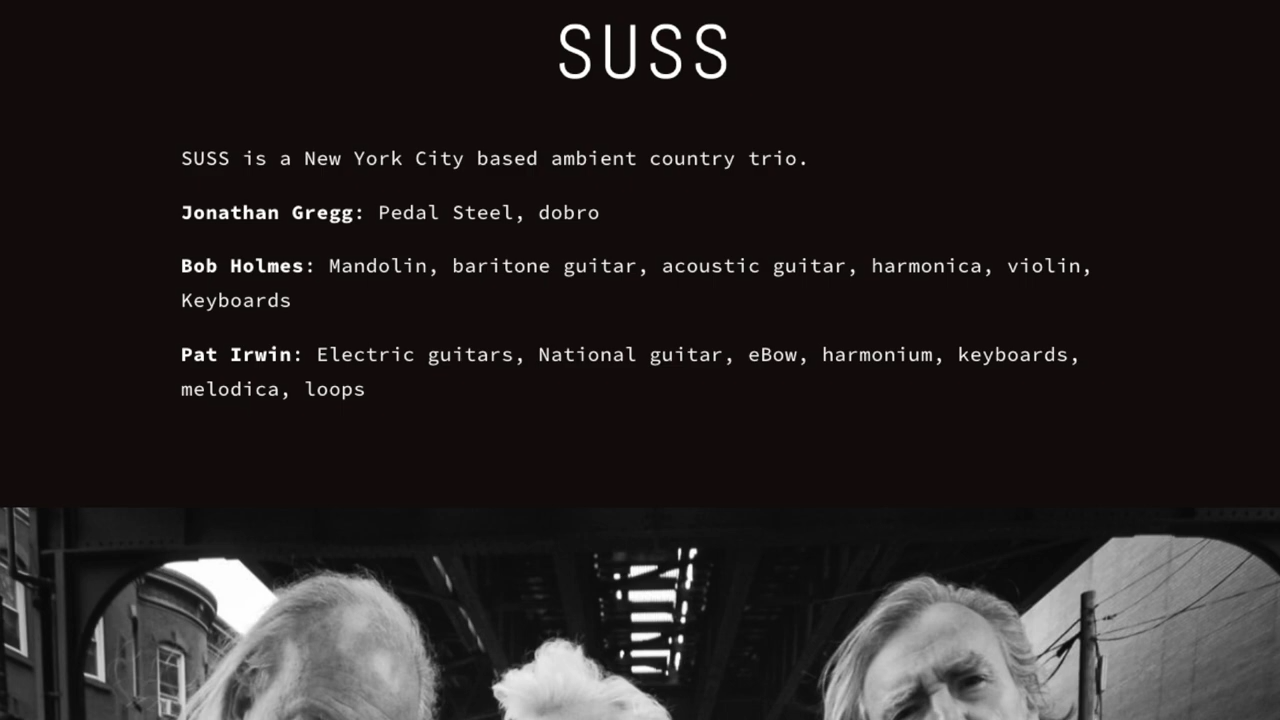 SUSS
SUSS is a New York City based ambient country trio.
Jonathan Gregg: Pedal Steel, dobro
Bob Holmes: Mandolin, baritone guitar, acoustic guitar, harmonica, violin,
Keyboards
Pat Irwin: Electric guitars, National guitar, eBow, harmonium, keyboards,
melodica, loops